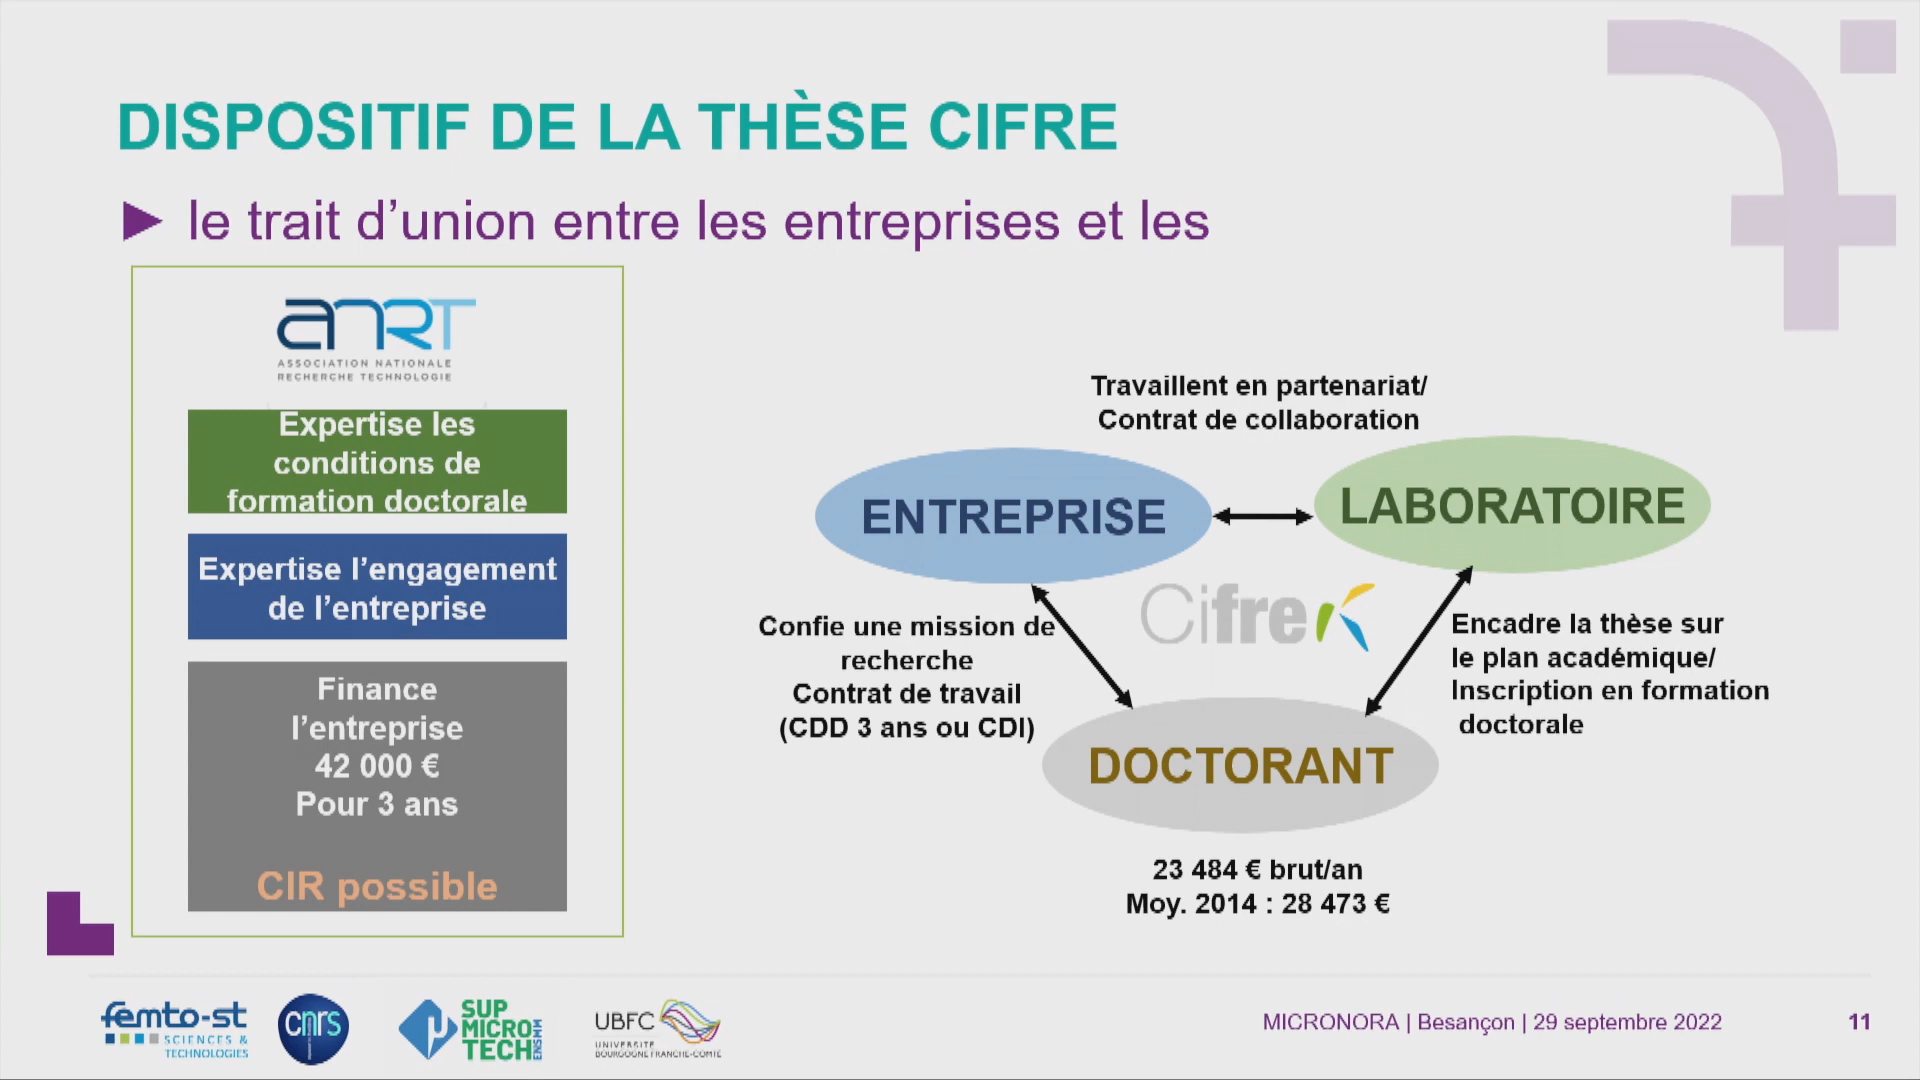 DISPOSITIF DE LA THÈSE CIFRE
► le trait d’union entre les entreprises et les
anrt
ASSOCIATION NATIONALE
RECHERCHE TECHNOLOGIE
Expertise les
conditions de
formation doctorale
Expertise l’engagement
de l’entreprise
Finance
l’entreprise
42 000 €
Pour 3 ans
CIR possible
Travaillent en partenariat/
Contrat de collaboration
ENTREPRISE
LABORATOIRE
Cifre
Confie une mission de
recherche
Contrat de travail
(CDD 3 ans ou CDI)
Encadre la thèse sur
le plan académique/
Inscription en formation
doctorale
DOCTORANT
23 484 € brut/an
Moy. 2014 : 28 473 €
femto-st
SCIENCES &
TECHNOLOGIES
cnrs
SUP
MICRO
TECH
ENSMM
UBFC
UNIVERSITÉ
BOURGOGNE FRANCHE-COMTÉ
MICRONORA | Besançon | 29 septembre 2022
11